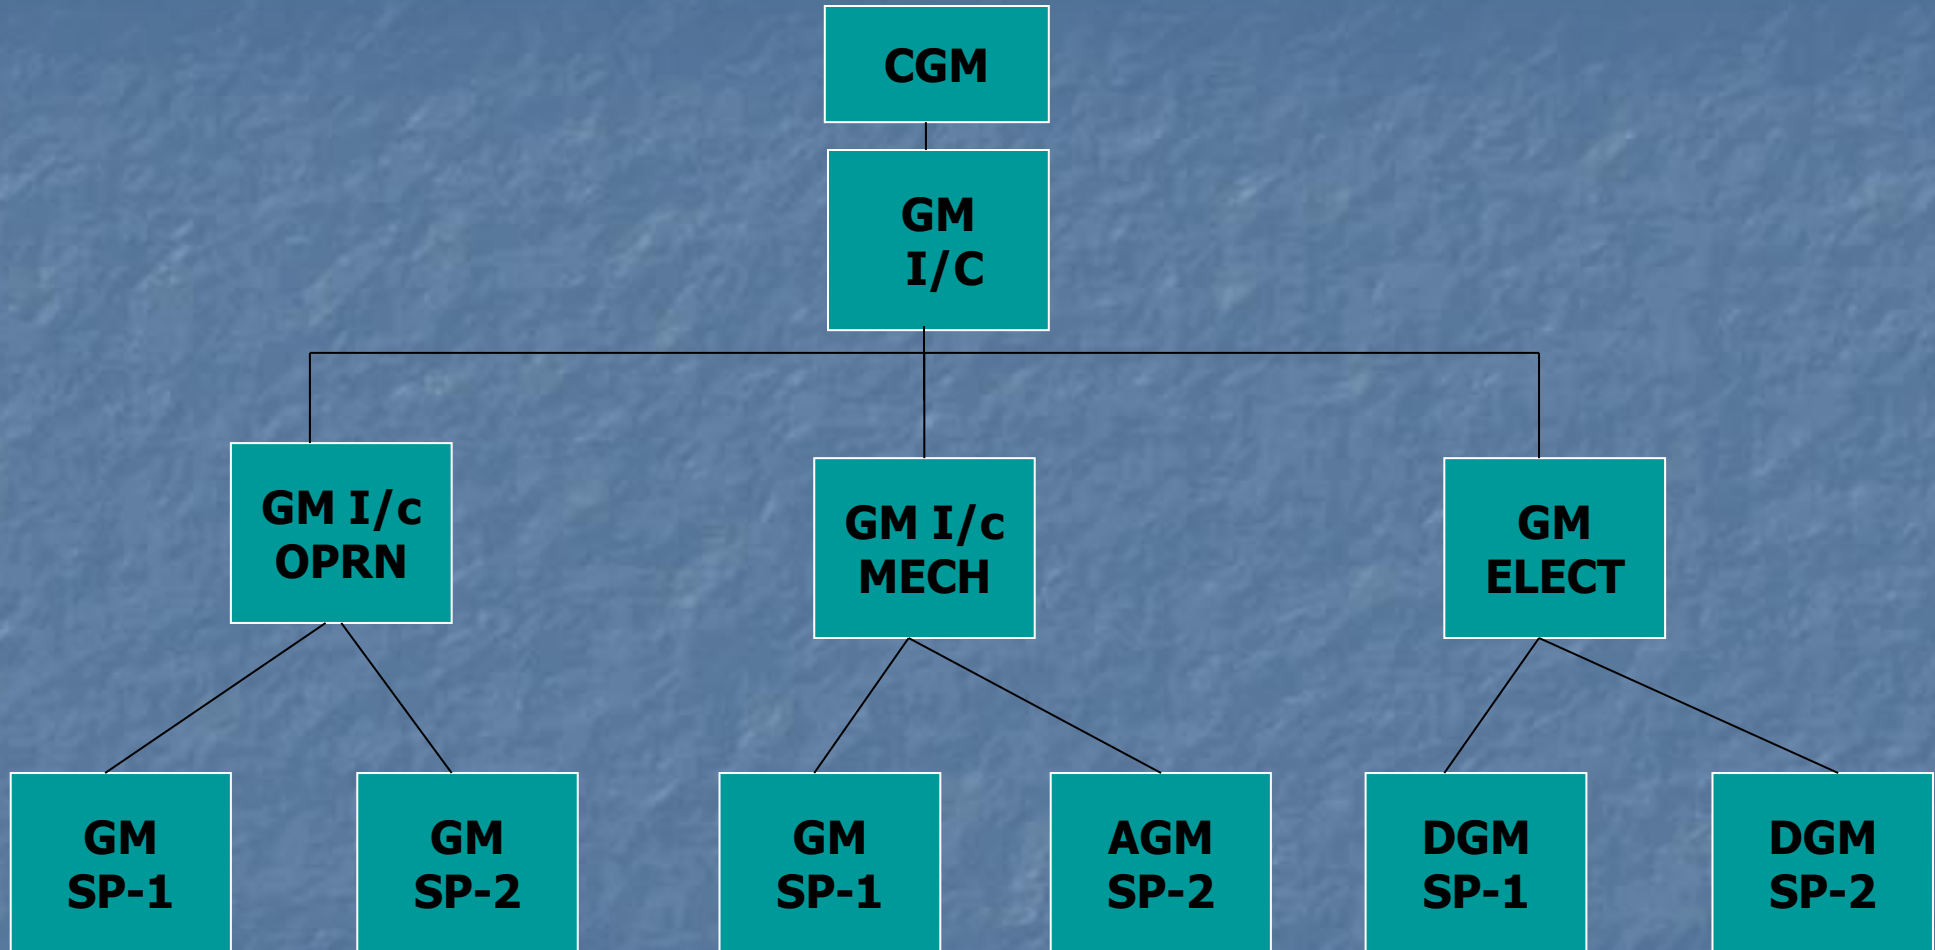 CGM
GM
I/C
GM I/c
OPRN
GM I/c
MECH
GM
ELECT
GM
SP-1
GM
SP-2
GM
SP-1
AGM
SP-2
DGM
SP-1
DGM
SP-2